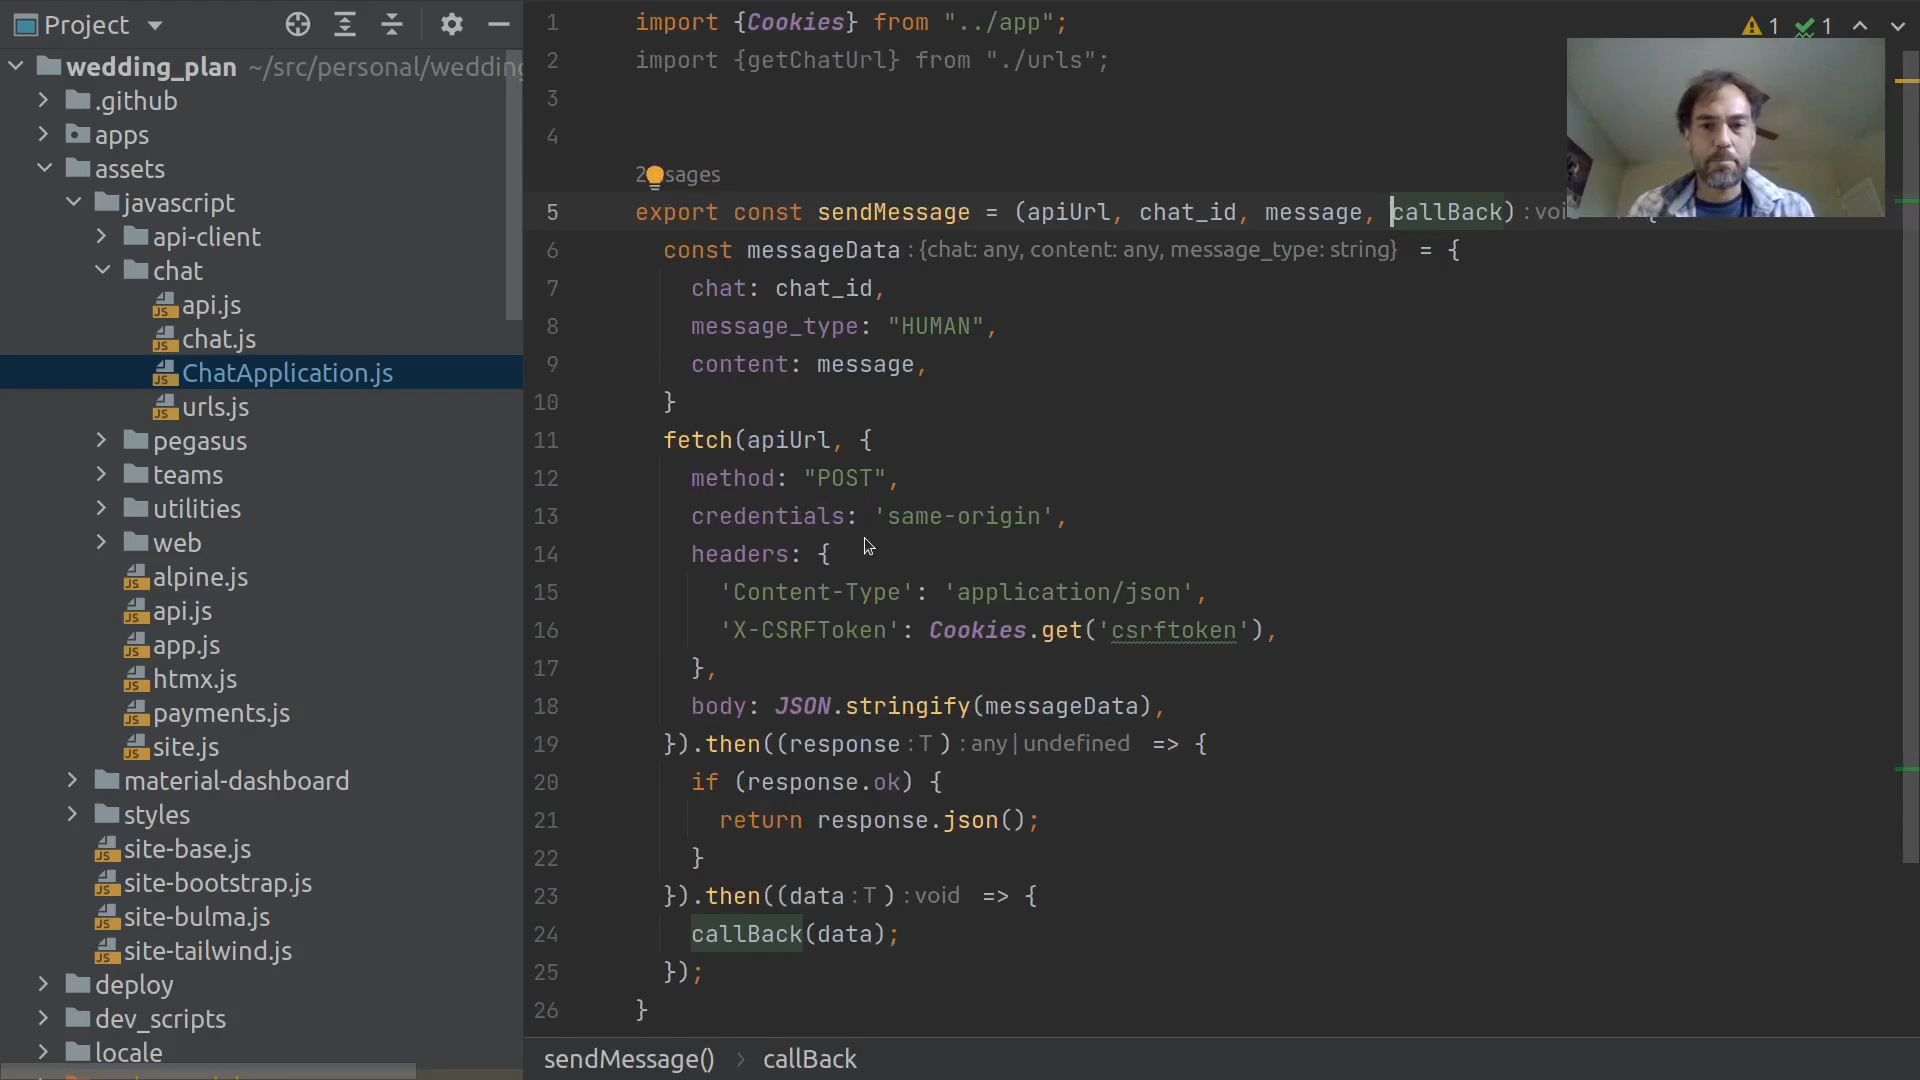 Project
wedding_plan ~/src/personal/wedding
.github
apps
assets
javascript
api-client
chat
api.js
chat.js
ChatApplication.js
urls.js
pegasus
teams
utilities
web
alpine.js
api.js
app.js
htmx.js
payments.js
site.js
material-dashboard
styles
site-base.js
site-bootstrap.js
site-bulma.js
site-tailwind.js
deploy
dev_scripts
locale
1 1
1 import {Cookies} from "../app";
2 import {getChatUrl} from "./urls";
3
4
2 sages
5 export const sendMessage = (apiUrl, chat_id, message, callBack) : voi {
6 const messageData : {chat: any, content: any, message_type: string} = {
7 chat: chat_id,
8 message_type: "HUMAN",
9 content: message,
10 }
11 fetch(apiUrl, {
12 method: "POST",
13 credentials: 'same-origin',
14 headers: {
15 'Content-Type': 'application/json',
16 'X-CSRFToken': Cookies.get('csrftoken'),
17 },
18 body: JSON.stringify(messageData),
19 }).then((response : T ) : any | undefined => {
20 if (response.ok) {
21 return response.json();
22 }
23 }).then((data : T ) : void => {
24 callBack(data);
25 });
26 }
sendMessage() › callBack